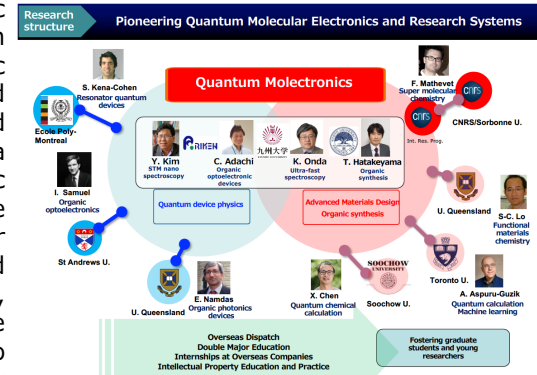 Research
structure
Pioneering Quantum Molecular Electronics and Research Systems
Quantum Molectronics
S. Kena-Cohen
Resonator quantum
devices
Ecole Poly-
Montreal
I. Samuel
Organic
optoelectronics
St Andrews U.
U. Queensland
E. Namdas
Organic photonics
devices
RIKEN
九州大学
Y. Kim
STM nano
spectroscopy
C. Adachi
Organic
optoelectronic
devices
K. Onda
Ultra-fast
spectroscopy
T. Hatakeyama
Organic
synthesis
Quantum device physics
Advanced Materials Design
Organic synthesis
F. Mathevet
Super molecular
chemistry
cnrs
cnrs
Int. Res. Prog.
CNRS/Sorbonne U.
U. Queensland
S-C. Lo
Functional
materials
chemistry
Toronto U.
A. Aspuru-Guzik
Quantum calculation
Machine learning
SOOCHOW
UNIVERSITY
Soochow U.
X. Chen
Quantum chemical
calculation
Overseas Dispatch
Double Major Education
Internships at Overseas Companies
Intellectual Property Education and Practice
Fostering graduate
students and young
researchers